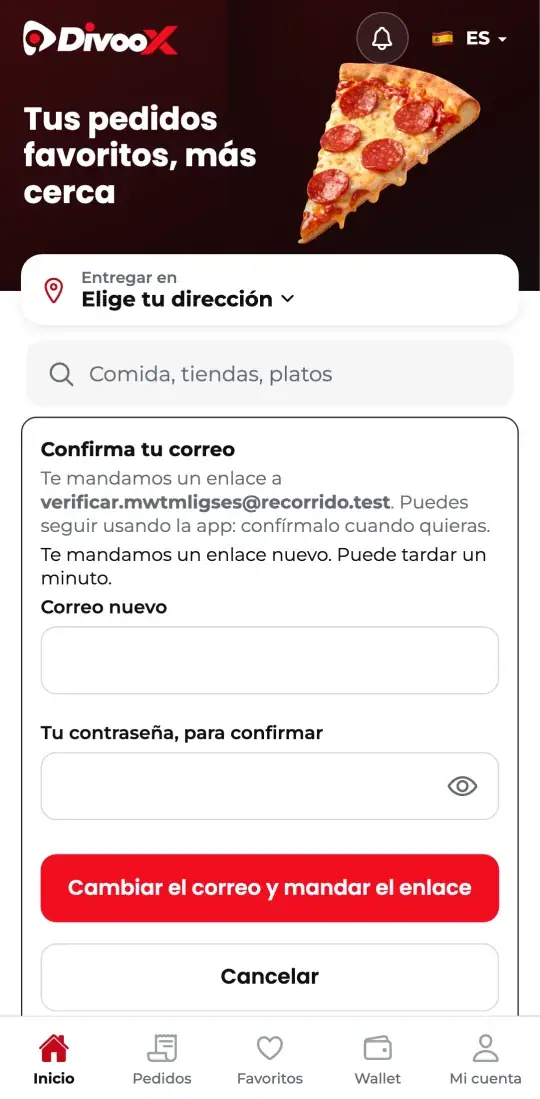 DivooX
ES
Tus pedidos
favoritos, más
cerca
Entregar en
Elige tu dirección
Comida, tiendas, platos
Confirma tu correo
Te mandamos un enlace a
verificar.mwtmligses@recorrido.test. Puedes
seguir usando la app: confírmalo cuando quieras.
Te mandamos un enlace nuevo. Puede tardar un
minuto.
Correo nuevo
Tu contraseña, para confirmar
Cambiar el correo y mandar el enlace
Cancelar
Inicio
Pedidos
Favoritos
Wallet
Mi cuenta